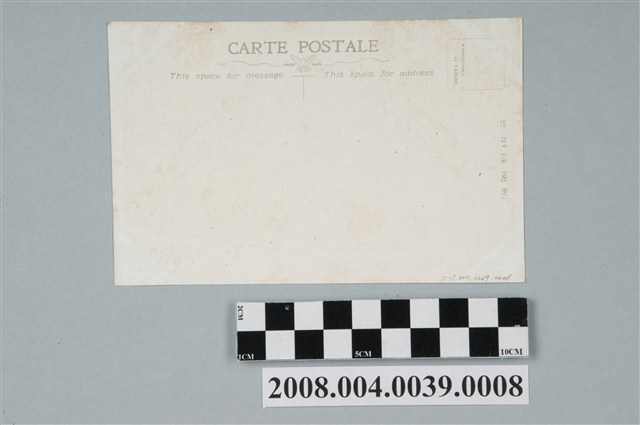 CARTE POSTALE
This space for message
This space for address
2CM
1CM
5CM
10CM
2008.004.0039.0008